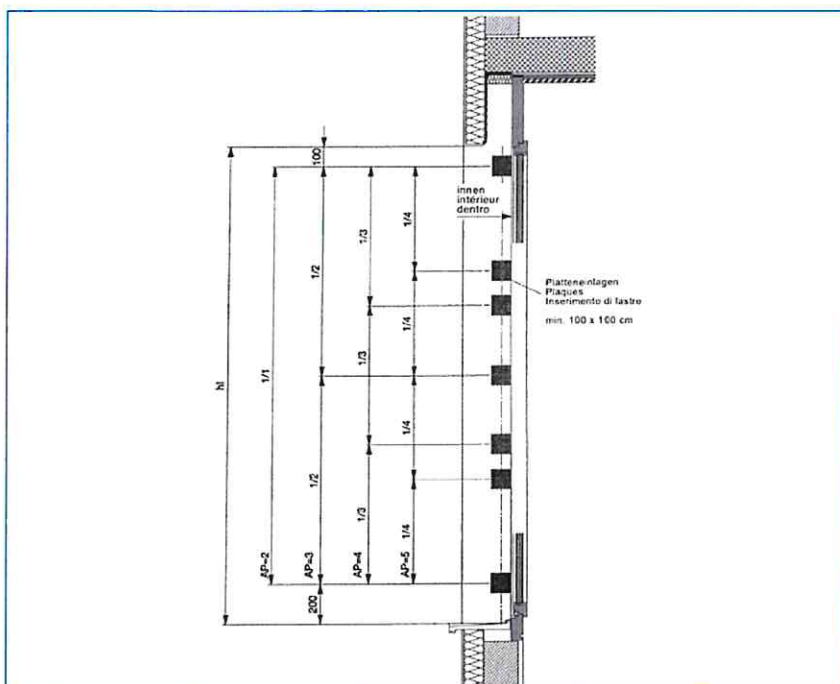 100
innen
intérieur
dentro
1/4
1/3
1/2
Platteneinlagen
Plaques
Inserimento di lastre
min. 100 x 100 cm
1/4
1/3
hl
1/1
1/4
1/2
1/3
1/4
AP=2
AP=3
AP=4
AP=5
200